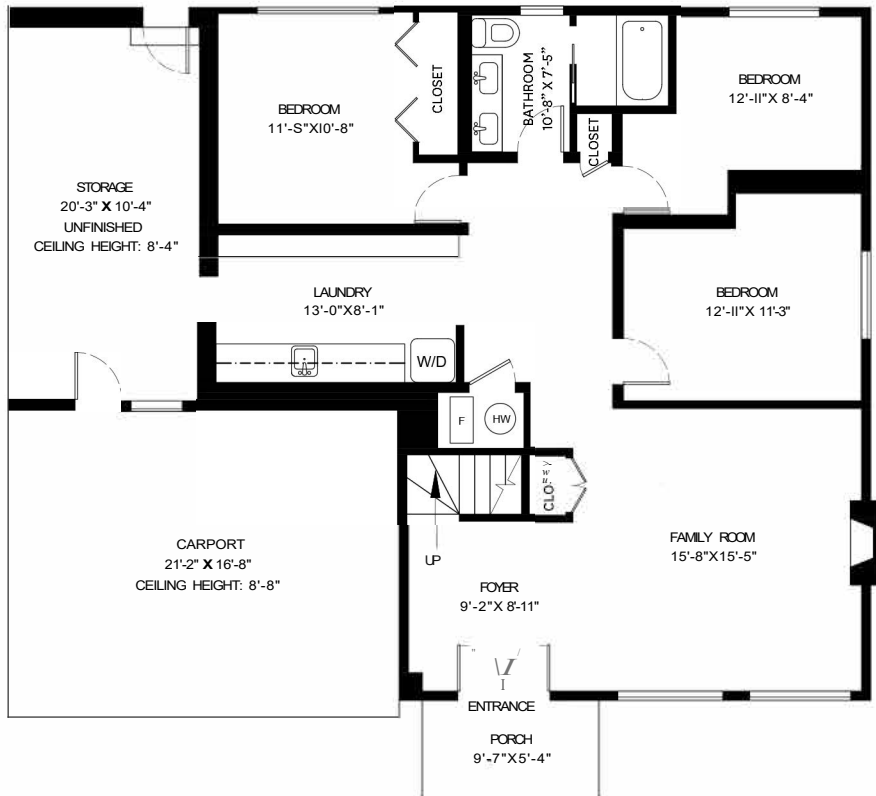 BEDROOM
11'-S"X10'-8"
CLOSET
BATHROOM
10'-8" X 7'-5"
CLOSET
BEDROOM
12'-II"X 8'-4"
STORAGE
20'-3" X 10'-4"
UNFINISHED
CEILING HEIGHT: 8'-4"
LAUNDRY
13'-0"X8'-1"
W/D
BEDROOM
12'-II"X 11'-3"
F
HW
CLO
UP
CARPORT
21'-2" X 16'-8"
CEILING HEIGHT: 8'-8"
FOYER
9'-2"X 8'-11"
FAMILY ROOM
15'-8"X15'-5"
ENTRANCE
PORCH
9'-7"X5'-4"